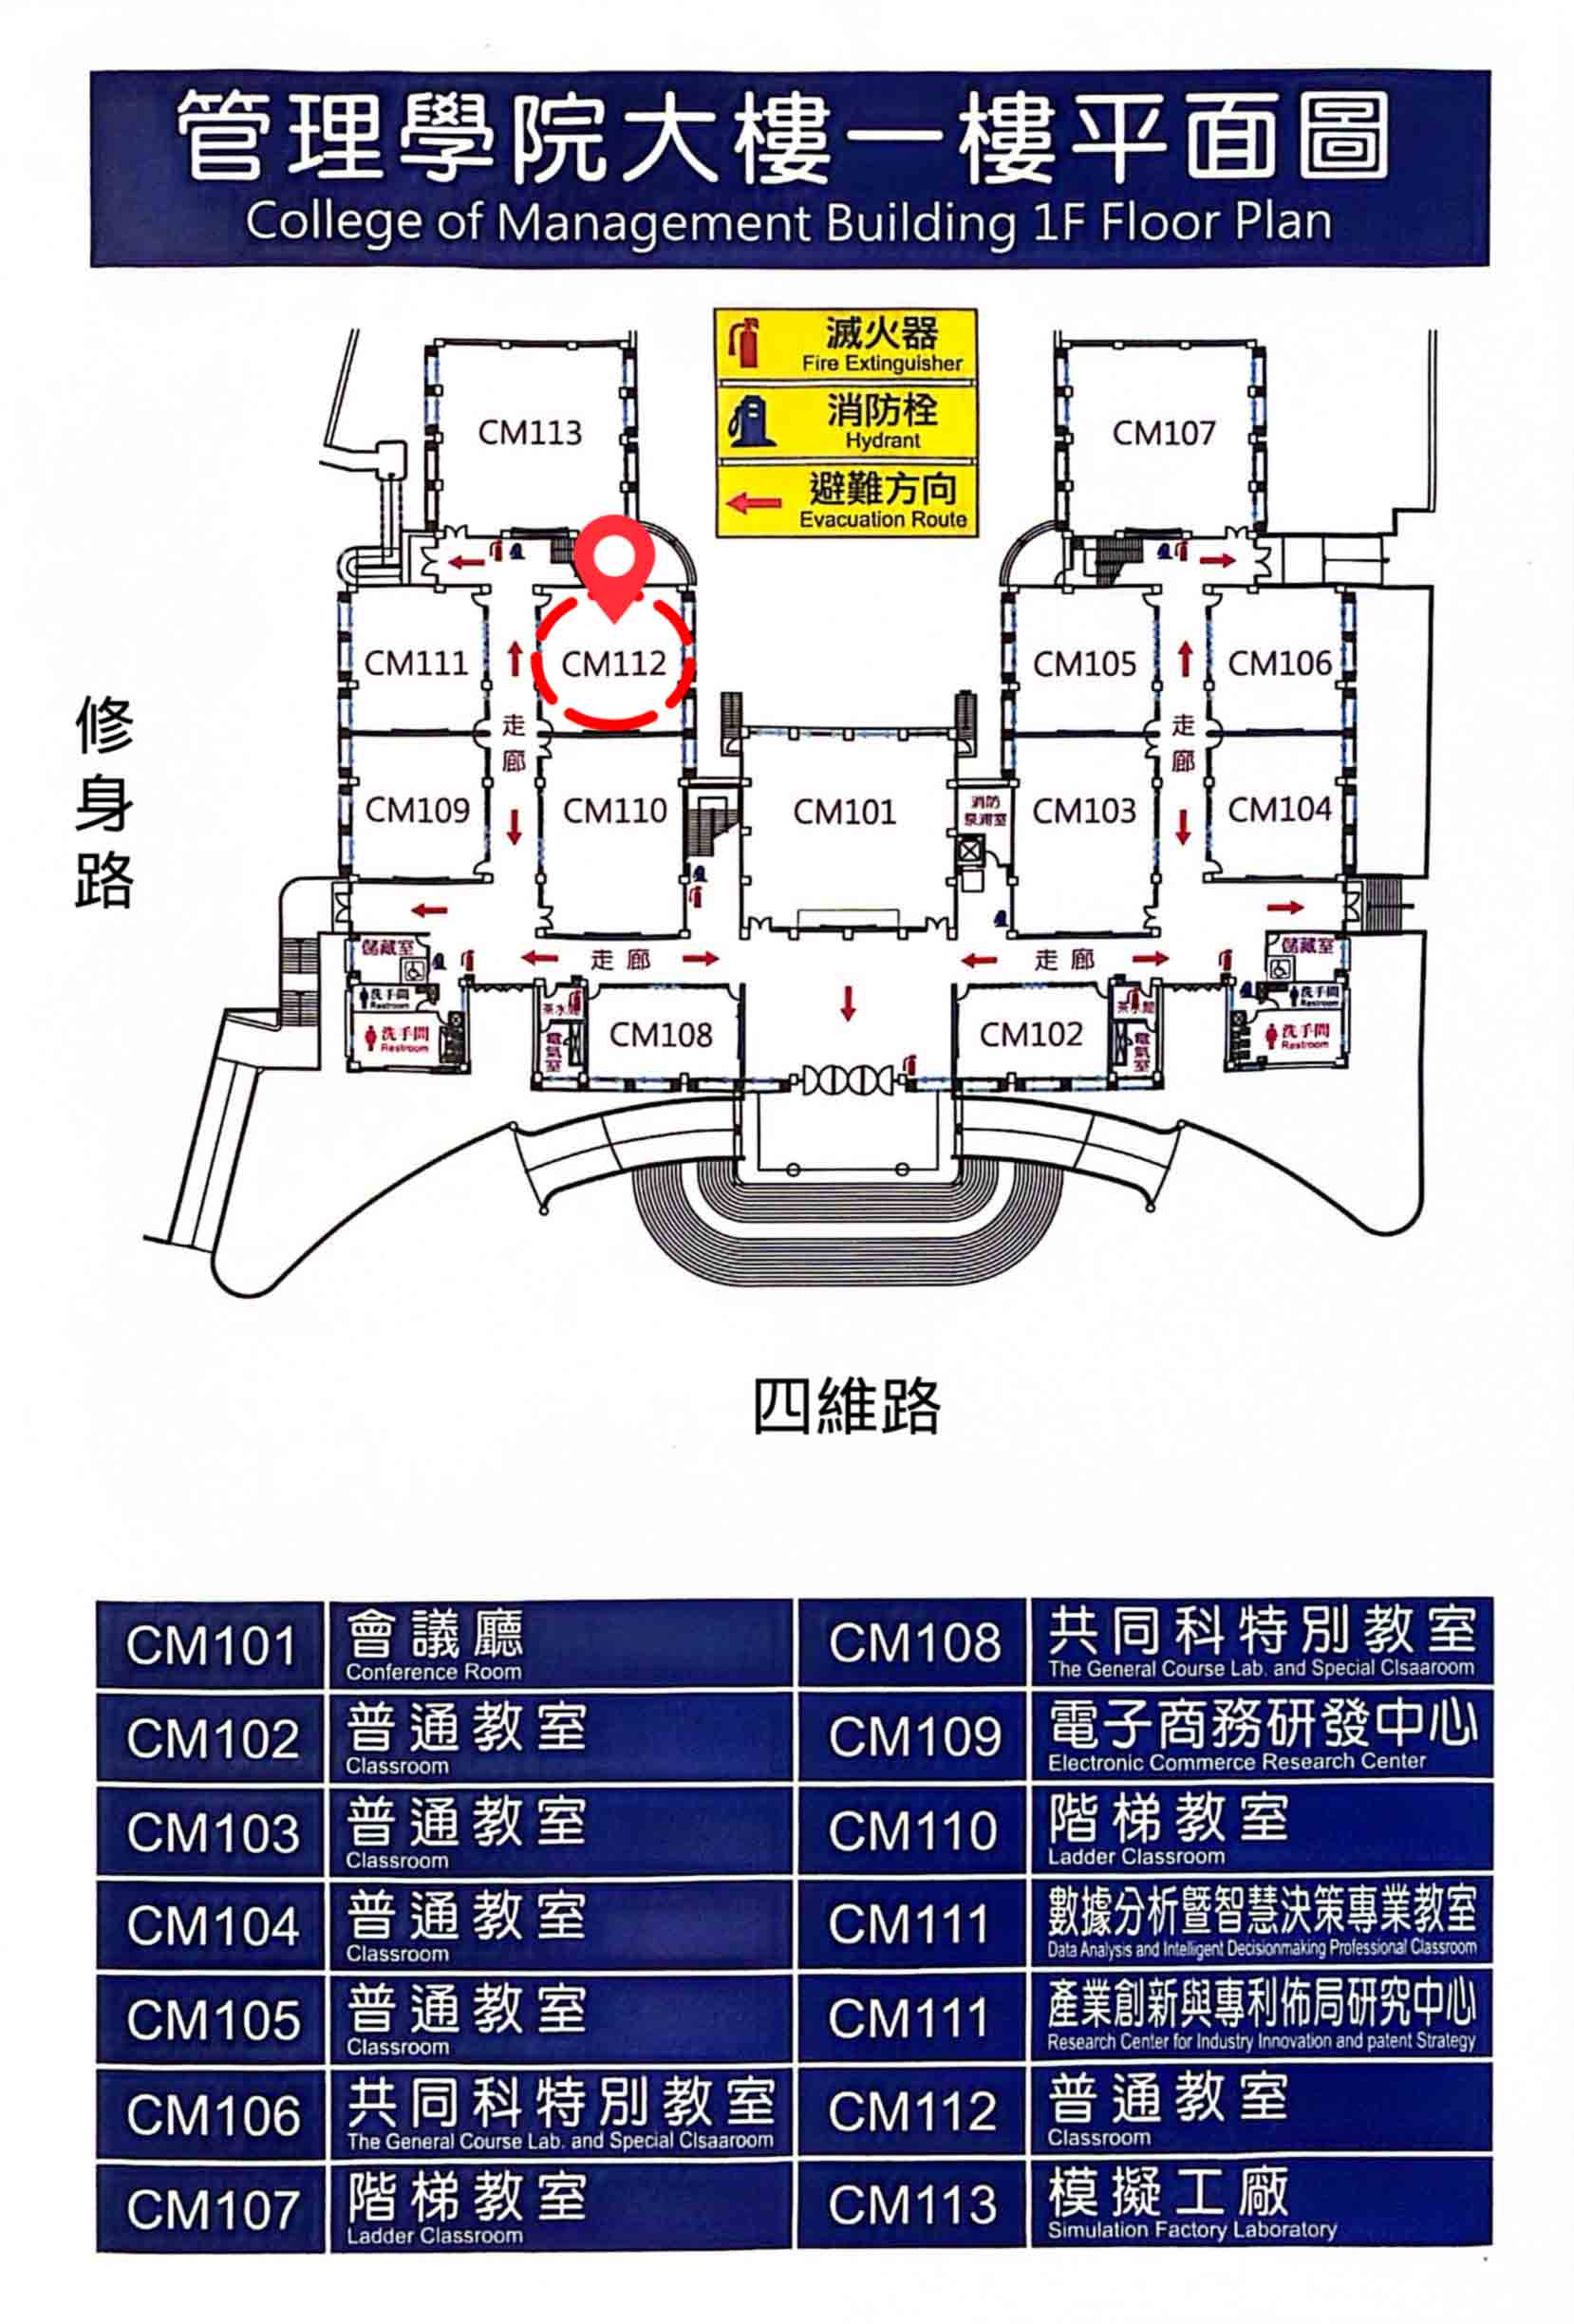 管理學院大樓一樓平面圖
College of Management Building 1F Floor Plan
滅火器
Fire Extinguisher
消防栓
Hydrant
避難方向
Evacuation Route
CM113
CM107
CM111
CM112
CM105
CM106
走廊
走廊
修身路
CM109
CM110
CM101
消防
泵浦室
CM103
CM104
儲藏室
走廊
走廊
儲藏室
洗手間
Restroom
洗手間
Restroom
茶水間
電氣室
CM108
CM102
茶水間
電氣室
洗手間
Restroom
洗手間
Restroom
四維路
CM101
會議廳
Conference Room
CM108
共同科特別教室
The General Course Lab. and Special Clsaaroom
CM102
普通教室
Classroom
CM109
電子商務研發中心
Electronic Commerce Research Center
CM103
普通教室
Classroom
CM110
階梯教室
Ladder Classroom
CM104
普通教室
Classroom
CM111
數據分析暨智慧決策專業教室
Data Analysis and Intelligent Decisionmaking Professional Classroom
CM105
普通教室
Classroom
CM111
產業創新與專利佈局研究中心
Research Center for Industry Innovation and patent Strategy
CM106
共同科特別教室
The General Course Lab. and Special Clsaaroom
CM112
普通教室
Classroom
CM107
階梯教室
Ladder Classroom
CM113
模擬工廠
Simulation Factory Laboratory